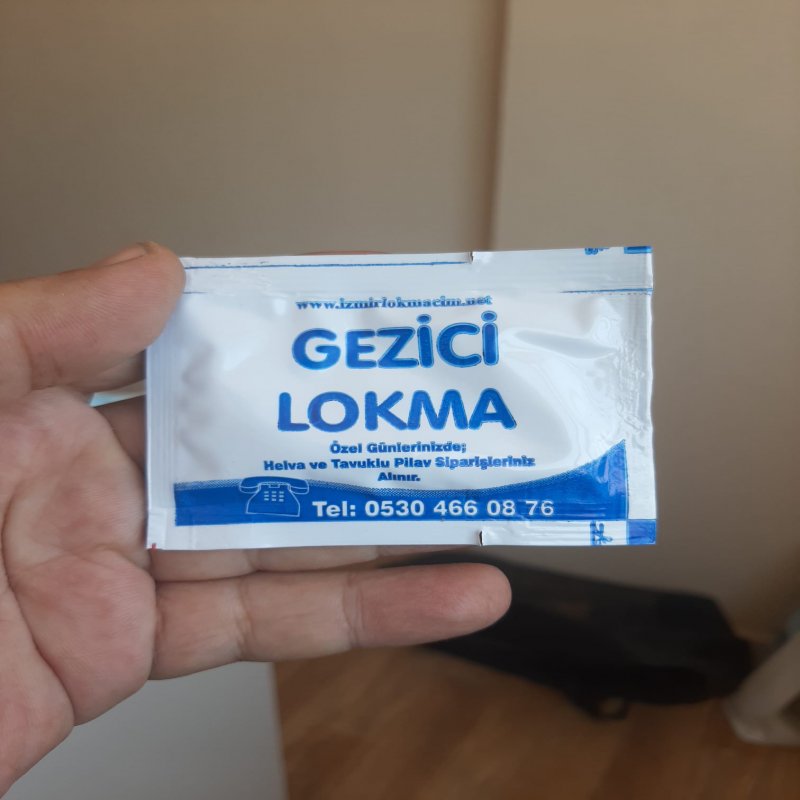 www.izmirlokmacim.net
GEZİCİ
LOKMA
Özel Günlerinizde;
Helva ve Tavuklu Pilav Siparişleriniz
Alınır.
Tel: 0530 466 08 76